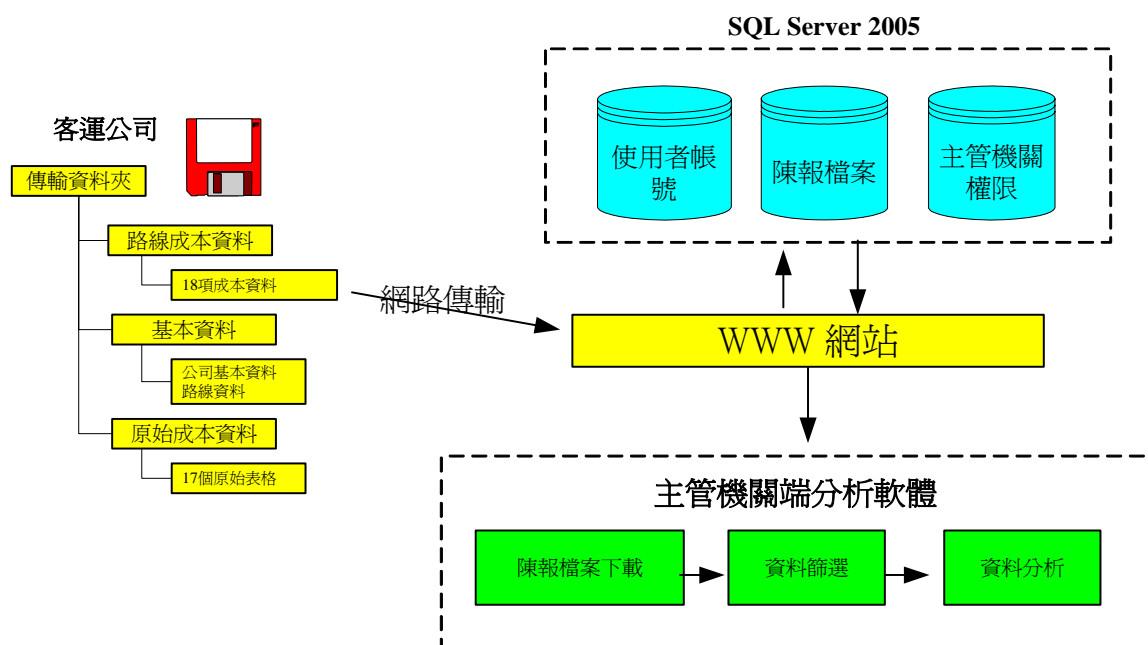 SQL Server 2005
使用者帳
號
陳報檔案
主管機關
權限
客運公司
傳輸資料夾
路線成本資料
18項成本資料
基本資料
公司基本資料
路線資料
原始成本資料
17個原始表格
網路傳輸
WWW 網站
主管機關端分析軟體
陳報檔案下載
資料篩選
資料分析